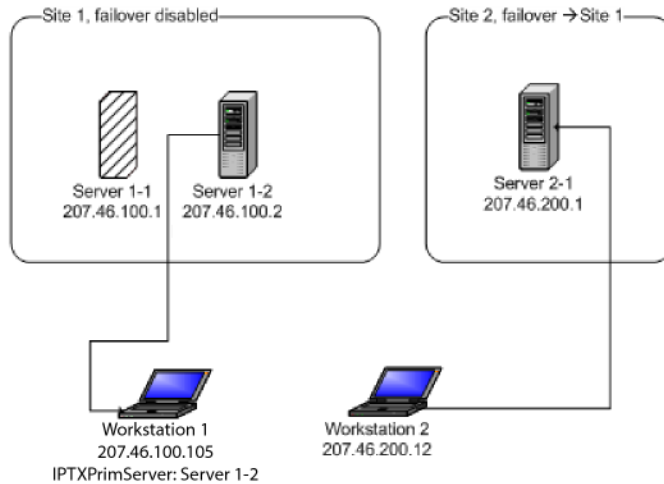 Site 1, failover disabled
Site 2, failover → Site 1
Server 1-1
207.46.100.1
Server 1-2
207.46.100.2
Server 2-1
207.46.200.1
Workstation 1
207.46.100.105
IPTXPrimServer: Server 1-2
Workstation 2
207.46.200.12